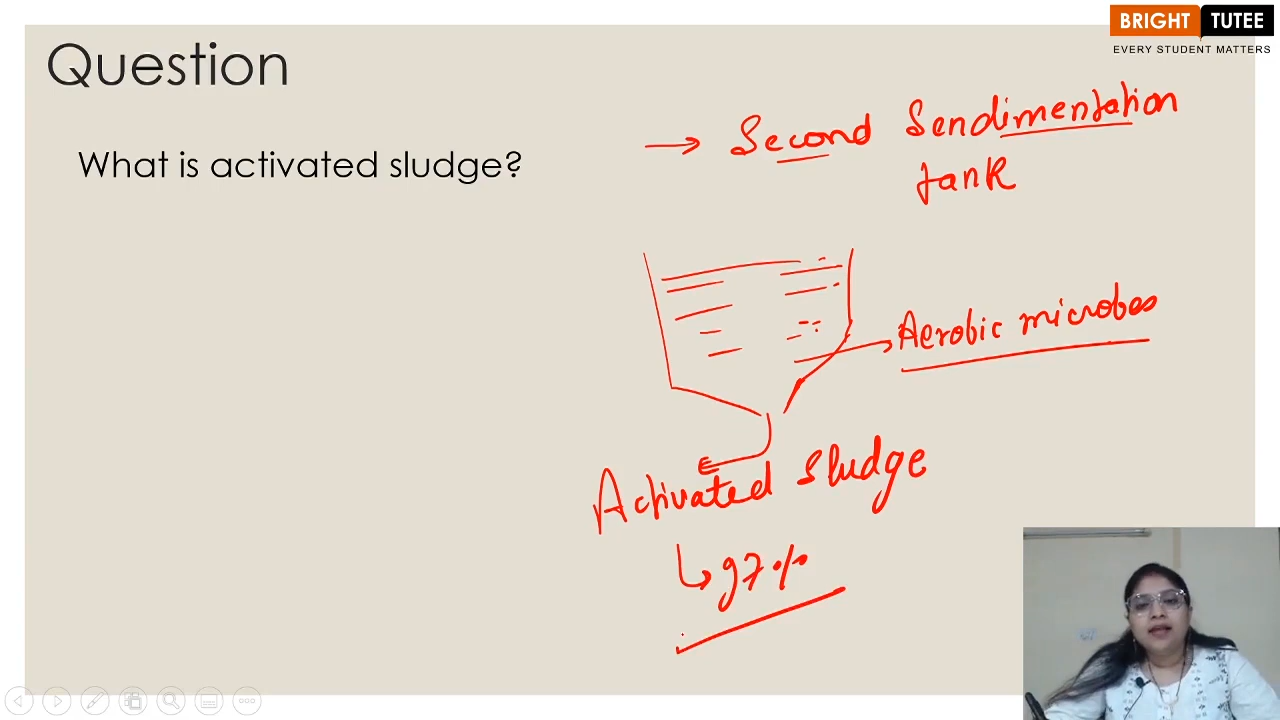 BRIGHT TUTEE
EVERY STUDENT MATTERS
Question
What is activated sludge?
→ Second Sendimentation
tank
Aerobic microbes
Activated sludge
↳ 97%